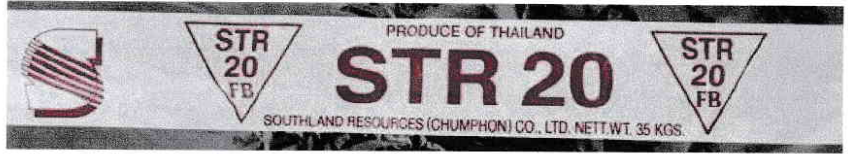 STR
20
FB
PRODUCE OF THAILAND
STR 20
SOUTHLAND RESOURCES (CHUMPHON) CO., LTD. NETT.WT. 35 KGS.
STR
20
FB